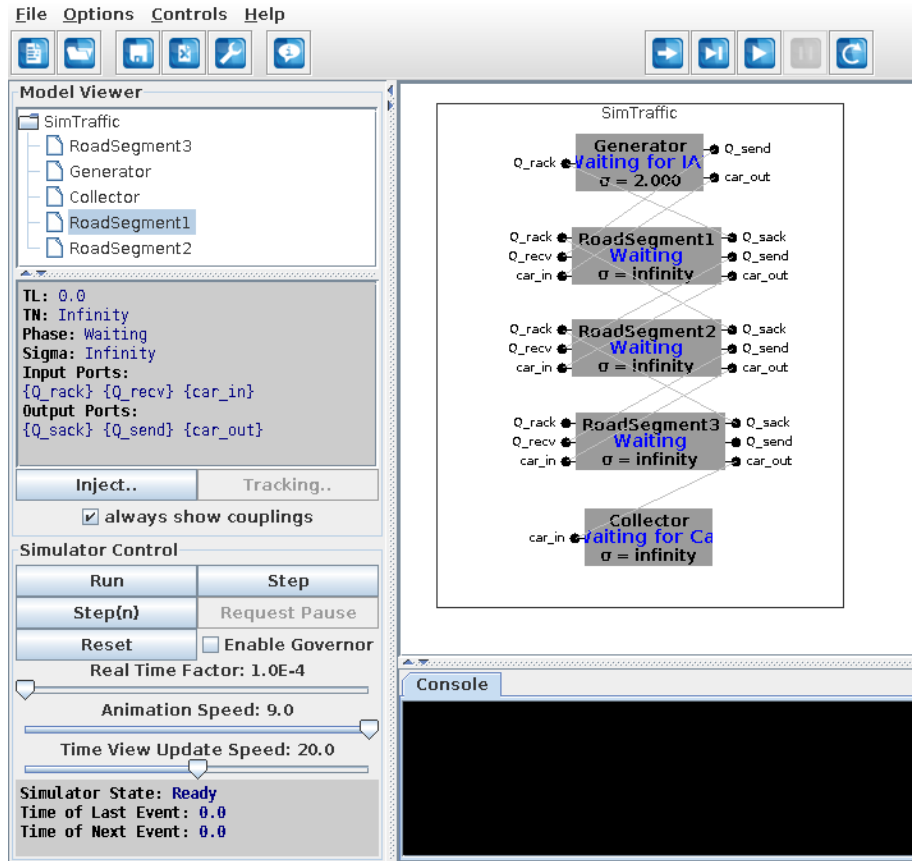 File Options Controls Help
Model Viewer
SimTraffic
RoadSegment3
Generator
Collector
RoadSegment1
RoadSegment2
TL: 0.0
TN: Infinity
Phase: Waiting
Sigma: Infinity
Input Ports:
{Q_rack} {Q_recv} {car_in}
Output Ports:
{Q_sack} {Q_send} {car_out}
Inject.. Tracking..
always show couplings
Simulator Control
Run Step
Step{n} Request Pause
Reset Enable Governor
Real Time Factor: 1.0E-4
Animation Speed: 9.0
Time View Update Speed: 20.0
Simulator State: Ready
Time of Last Event: 0.0
Time of Next Event: 0.0
SimTraffic
Generator Q_send
Q_rack Waiting for IA
σ = 2.000 car_out
Q_rack RoadSegment1 Q_sack
Q_recv Waiting Q_send
car_in σ = infinity car_out
Q_rack RoadSegment2 Q_sack
Q_recv Waiting Q_send
car_in σ = infinity car_out
Q_rack RoadSegment3 Q_sack
Q_recv Waiting Q_send
car_in σ = infinity car_out
Collector
car_in Waiting for Ca
σ = infinity
Console